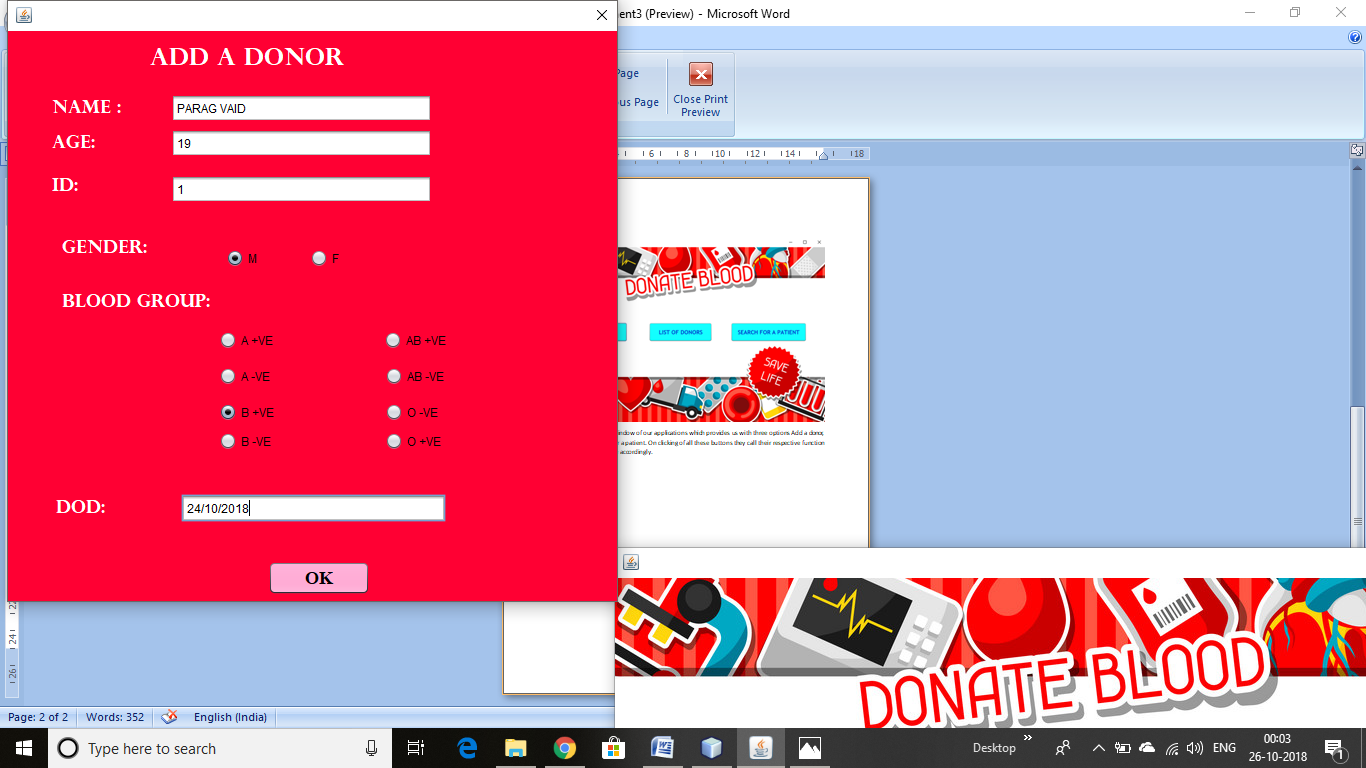 ent3 (Preview) - Microsoft Word
ADD A DONOR
NAME :
PARAG VAID
AGE:
19
ID:
1
GENDER:
M
F
BLOOD GROUP:
A +VE
AB +VE
A -VE
AB -VE
B +VE
O -VE
B -VE
O +VE
DOD:
24/10/2018
OK
Page
us Page
Close Print
Preview
6 8 10 12 14 18
DONATE BLOOD
LIST OF DONORS
SEARCH FOR A PATIENT
SAVE
LIFE
window of our applications which provides us with three options Add a donor,
a patient. On clicking of all these buttons they call their respective function
accordingly.
24
26
DONATE BLOOD
Page: 2 of 2
Words: 352
English (India)
Type here to search
Desktop
ENG
00:03
26-10-2018
1